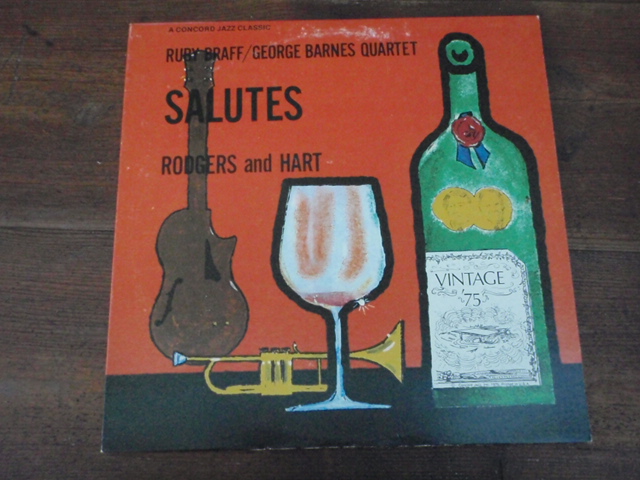 A CONCORD JAZZ CLASSIC
RUBY BRAFF/GEORGE BARNES QUARTET
SALUTES
RODGERS and HART
VINTAGE
'75